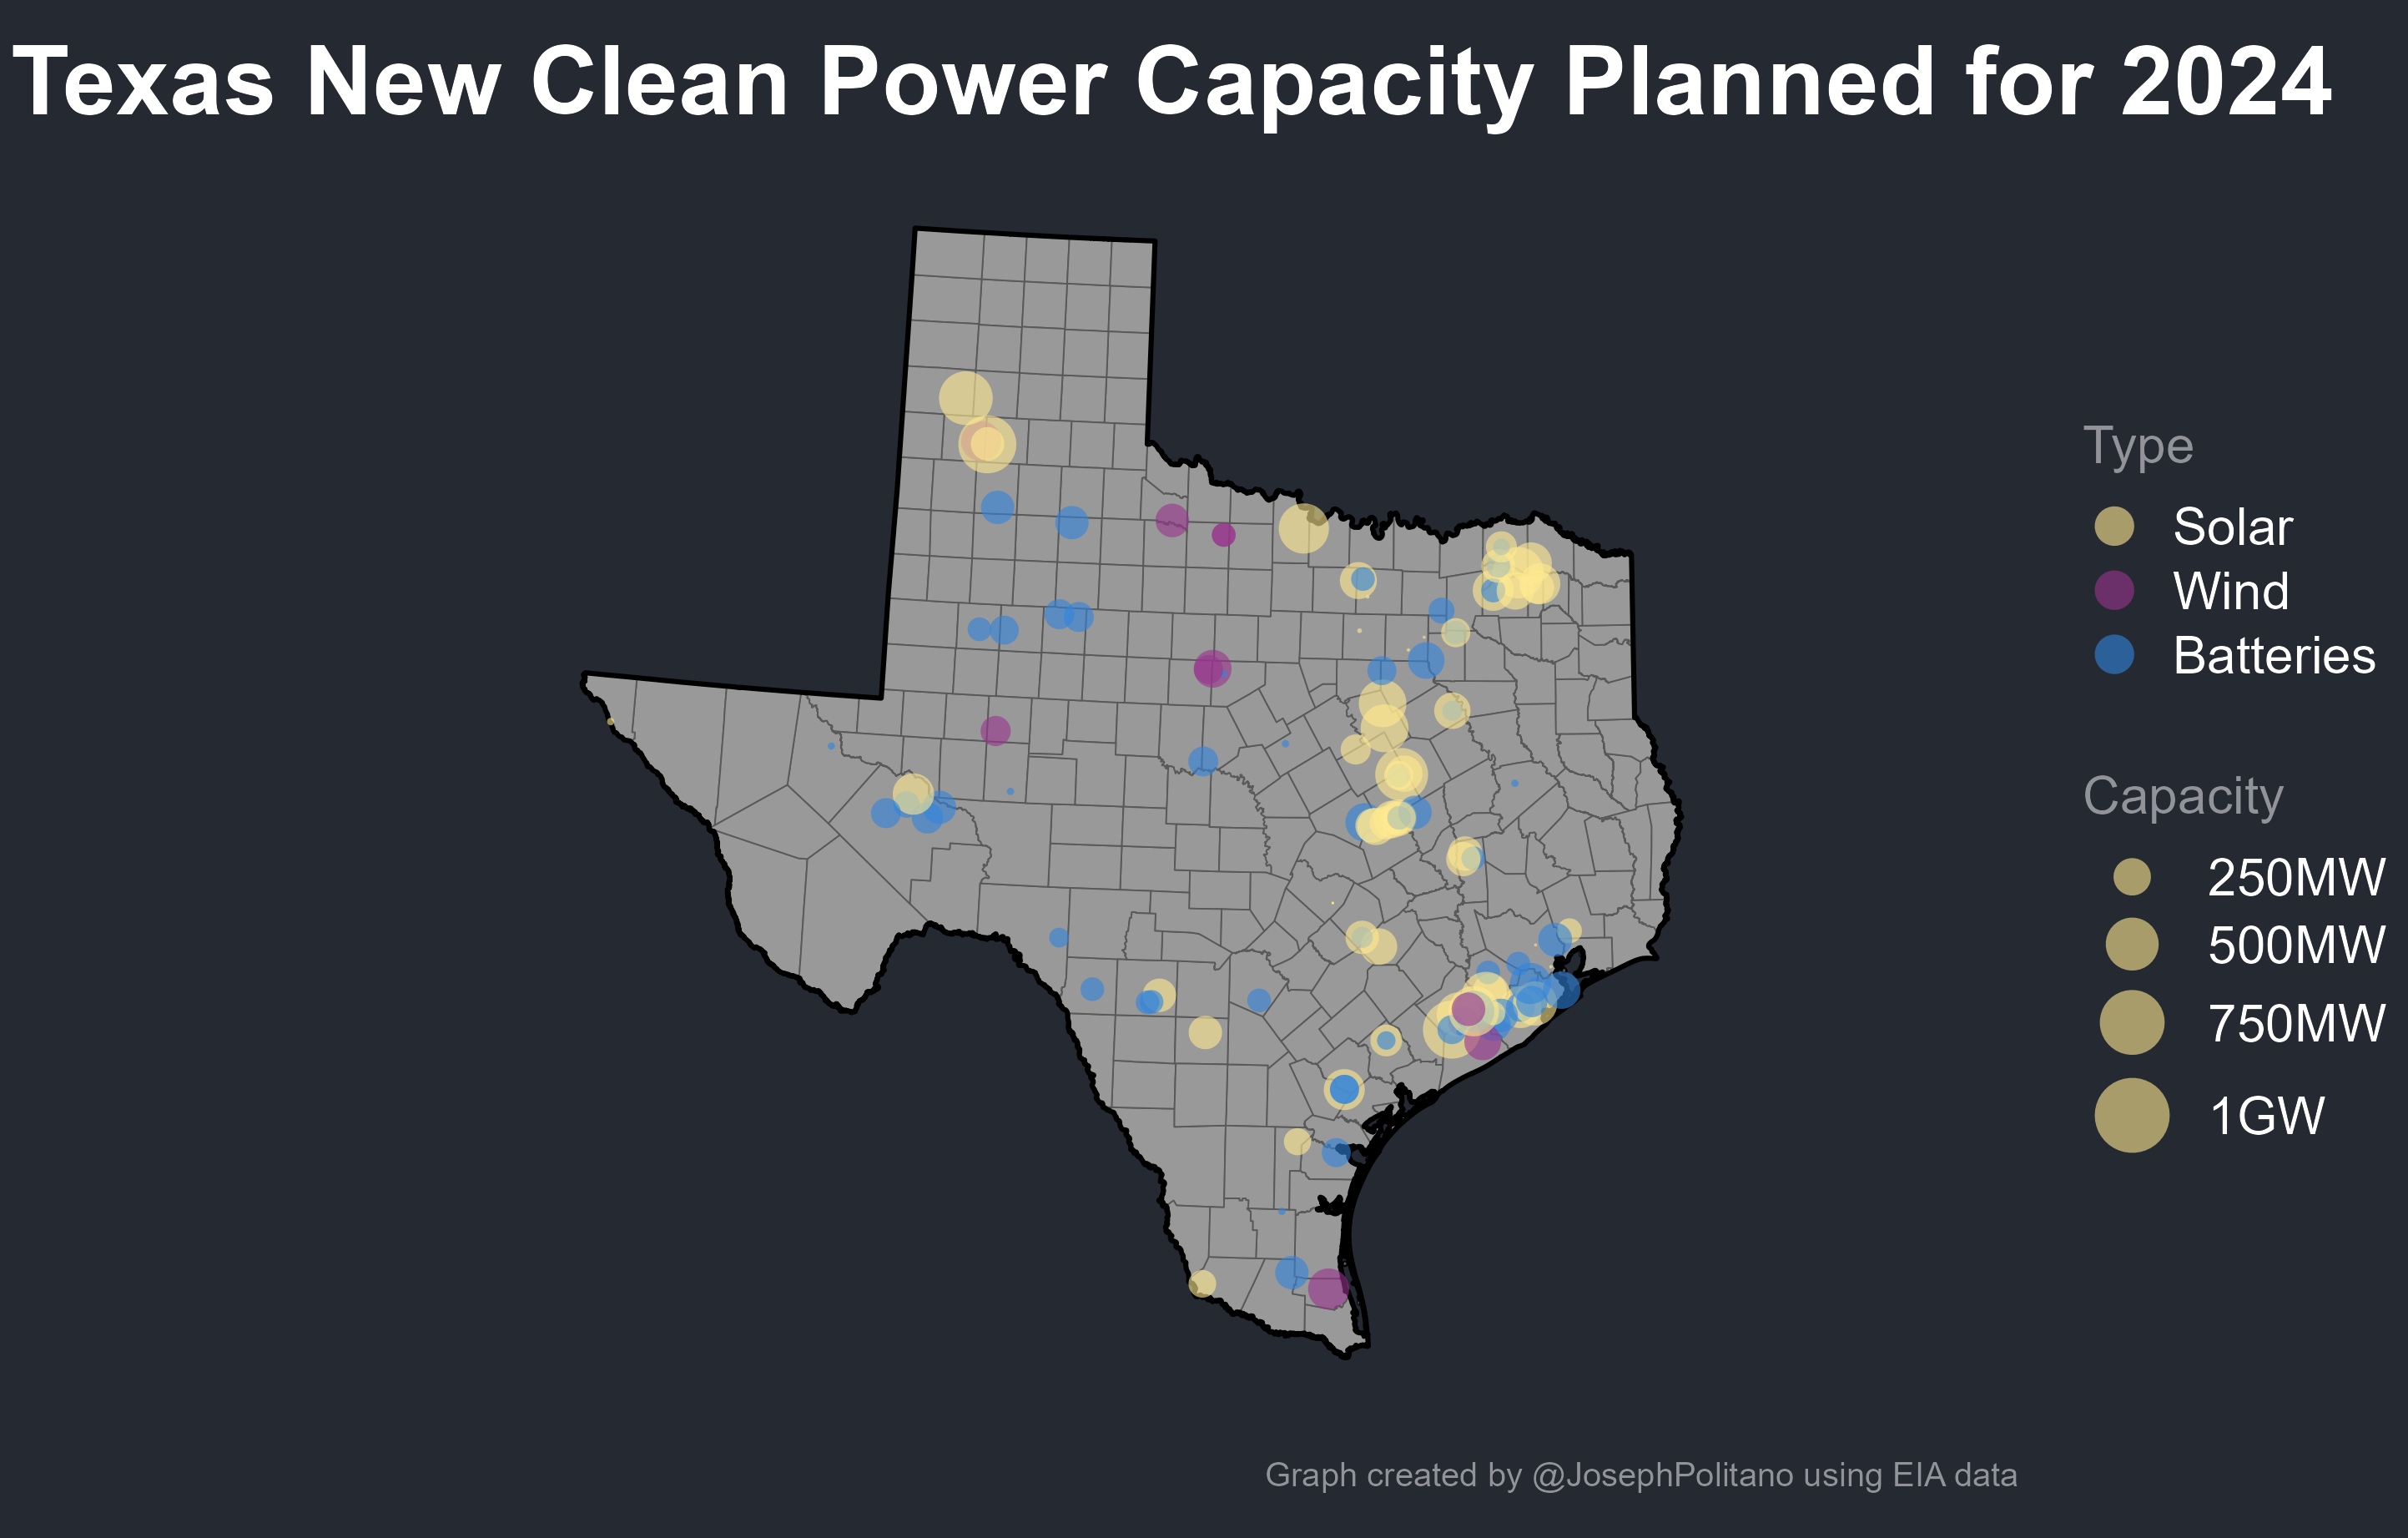 Texas New Clean Power Capacity Planned for 2024
Type
Solar
Wind
Batteries
Capacity
250MW
500MW
750MW
1GW
Graph created by @JosephPolitano using EIA data